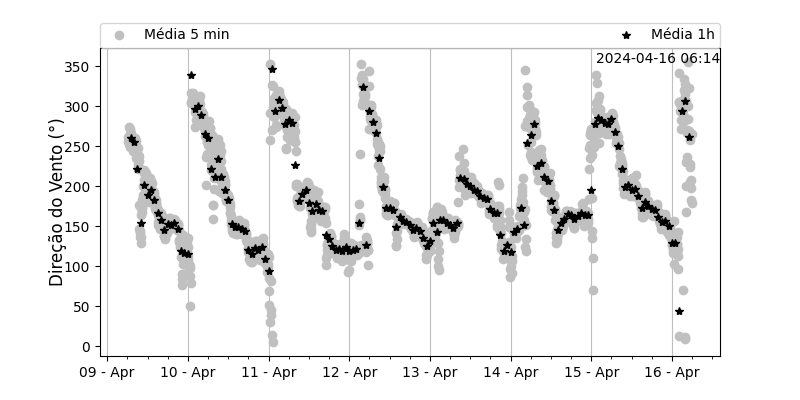 Média 5 min
Média 1h
2024-04-16 06:14
Direção do Vento (°)
350
300
250
200
150
100
50
0
09 - Apr
10 - Apr
11 - Apr
12 - Apr
13 - Apr
14 - Apr
15 - Apr
16 - Apr